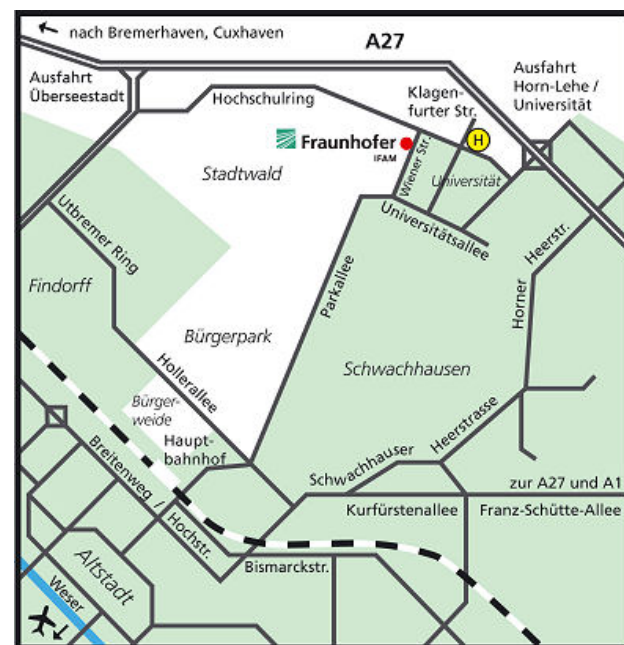 nach Bremerhaven, Cuxhaven
A27
Ausfahrt
Überseestadt
Hochschulring
Klagen-
furter Str.
Ausfahrt
Horn-Lehe /
Universität
H
Fraunhofer
IFAM
Wiener Str.
Stadtwald
Universität
Universitätsallee
Utbremer Ring
Findorff
Parkallee
Horner
Heerstr.
Bürgerpark
Hollerallee
Schwachhausen
Bürger-
weide
Haupt-
bahnhof
Schwachhauser
Heerstrasse
Breitenweg /
Hochstr.
zur A27 und A1
Kurfürstenallee
Franz-Schütte-Allee
Bismarckstr.
Altstadt
Weser